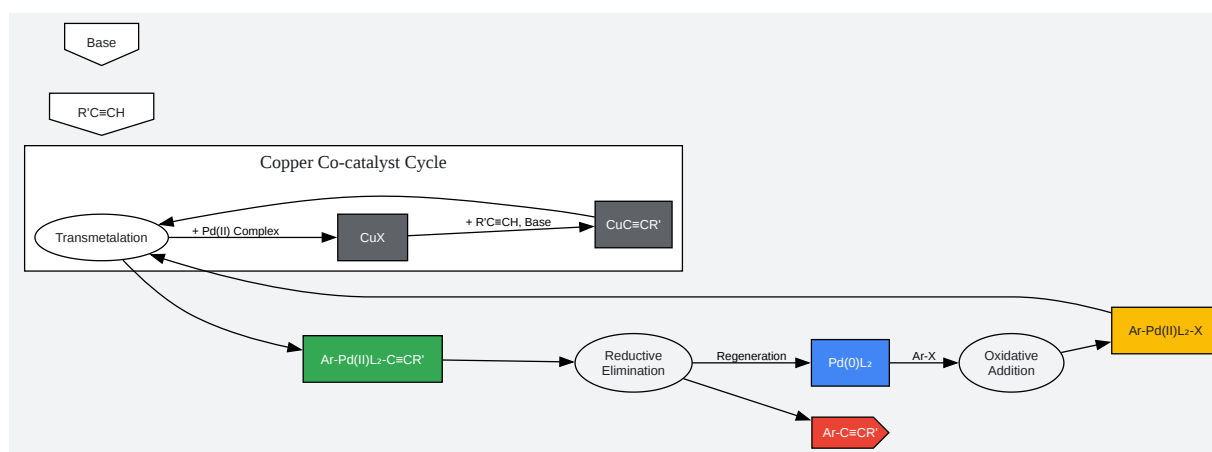 Base
R'C≡CH
Copper Co-catalyst Cycle
Transmetalation
+ Pd(II) Complex
CuX
+ R'C≡CH, Base
CuC≡CR'
Ar-Pd(II)L₂-C≡CR'
Reductive
Elimination
Regeneration
Pd(0)L₂
Ar-X
Oxidative
Addition
Ar-Pd(II)L₂-X
Ar-C≡CR'